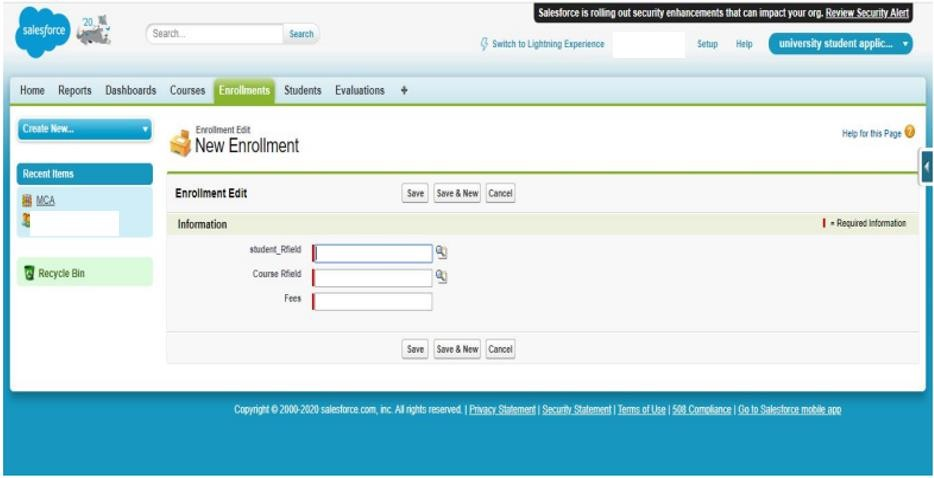 Salesforce is rolling out security enhancements that can impact your org. Review Security Alert
salesforce
'20
Search...
Search
Switch to Lightning Experience
Setup
Help
university student applic...
Home Reports Dashboards Courses Enrollments Students Evaluations +
Create New...
Enrollment Edit
New Enrollment
Help for this Page
Recent Items
MCA
Recycle Bin
Enrollment Edit
Save Save & New Cancel
Information
= Required Information
student_Rfield
Course Rfield
Fees
Save Save & New Cancel
Copyright © 2000-2020 salesforce.com, inc. All rights reserved. | Privacy Statement | Security Statement | Terms of Use | 508 Compliance | Go to Salesforce mobile app